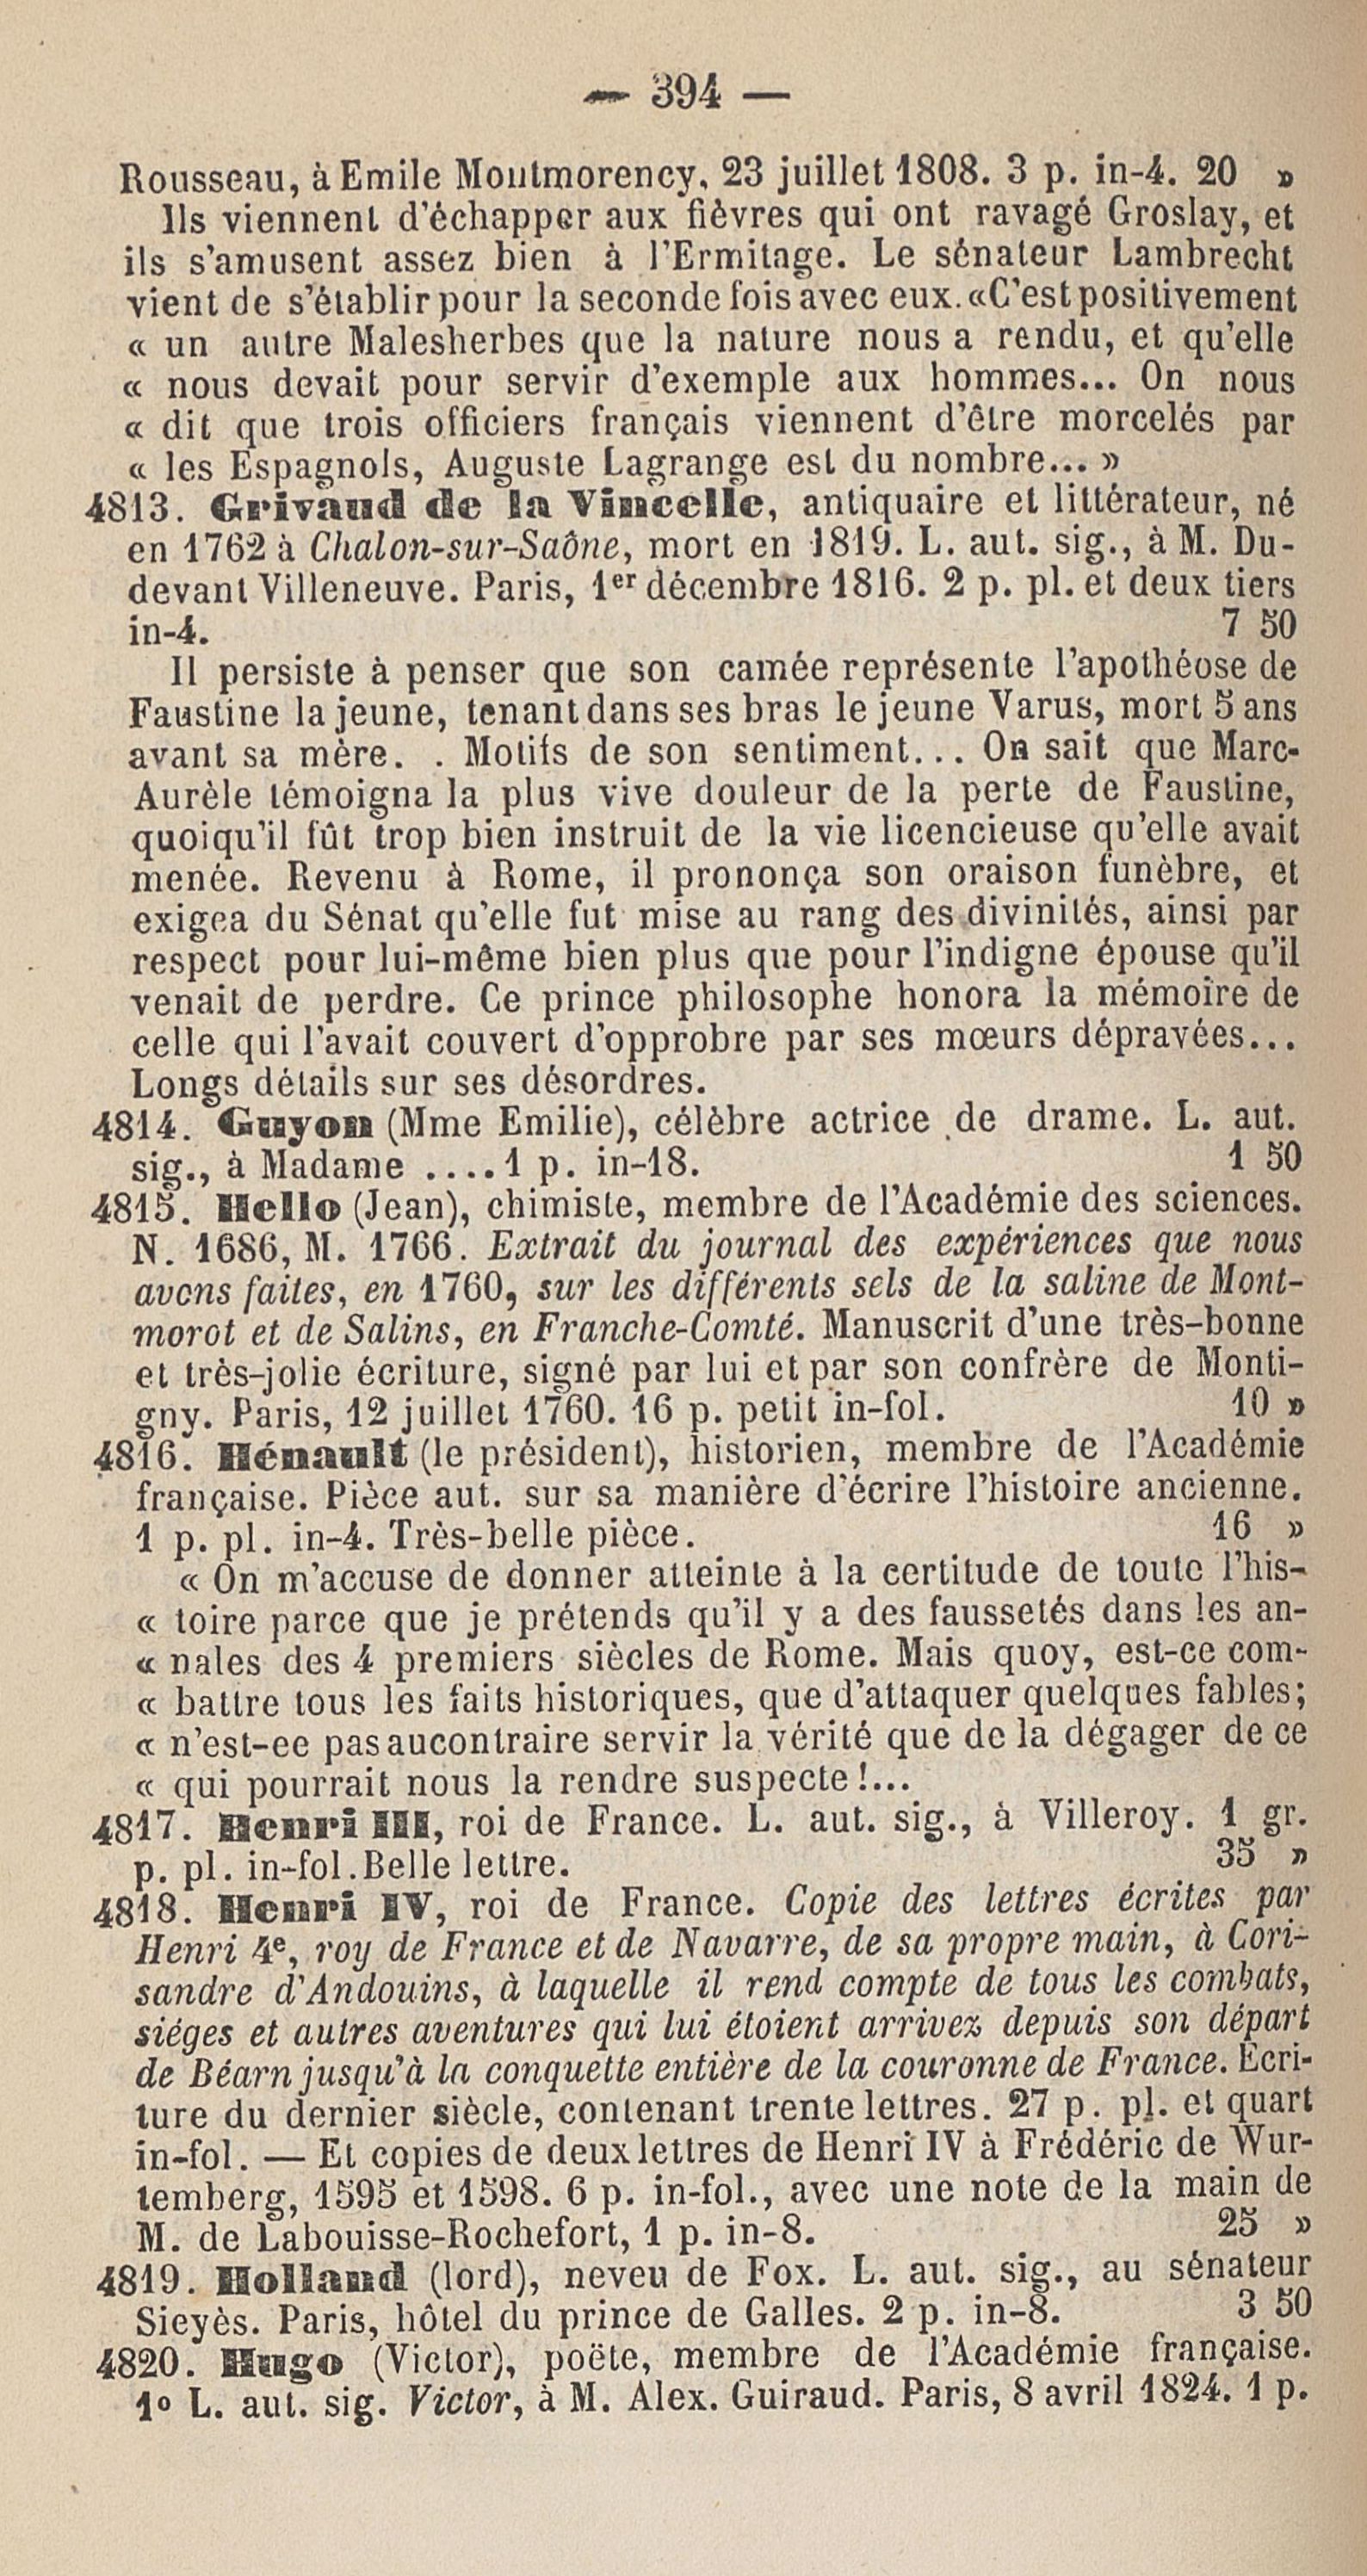 — 394 —
Rousseau, à Emile Montmorency, 23 juillet 1808. 3 p. in-4. 20 »
Ils viennent d'échapper aux fièvres qui ont ravagé Groslay, et
ils s'amusent assez bien à l'Ermitage. Le sénateur Lambrecht
vient de s'établir pour la seconde fois avec eux. «C'est positivement
« un autre Malesherbes que la nature nous a rendu, et qu'elle
« nous devait pour servir d'exemple aux hommes... On nous
« dit que trois officiers français viennent d'être morcelés par
« les Espagnols, Auguste Lagrange est du nombre... »
4813. Grivaud de la Vincelle, antiquaire et littérateur, né
en 1762 à Chalon-sur-Saône, mort en 1819. L. aut. sig., à M. Du-
devant Villeneuve. Paris, 1er décembre 1816. 2 p. pl. et deux tiers
in-4. 7 50
Il persiste à penser que son camée représente l'apothéose de
Faustine la jeune, tenant dans ses bras le jeune Varus, mort 5 ans
avant sa mère. . Motifs de son sentiment... On sait que Marc-
Aurèle témoigna la plus vive douleur de la perte de Faustine,
quoiqu'il fût trop bien instruit de la vie licencieuse qu'elle avait
menée. Revenu à Rome, il prononça son oraison funèbre, et
exigea du Sénat qu'elle fut mise au rang des divinités, ainsi par
respect pour lui-même bien plus que pour l'indigne épouse qu'il
venait de perdre. Ce prince philosophe honora la mémoire de
celle qui l'avait couvert d'opprobre par ses mœurs dépravées...
Longs détails sur ses désordres.
4814. Guyon (Mme Emilie), célèbre actrice de drame. L. aut.
sig., à Madame ....1 p. in-18. 1 50
4815. Hello (Jean), chimiste, membre de l'Académie des sciences.
N. 1686, M. 1766. Extrait du journal des expériences que nous
avons faites, en 1760, sur les différents sels de la saline de Mont-
morot et de Salins, en Franche-Comté. Manuscrit d'une très-bonne
et très-jolie écriture, signé par lui et par son confrère de Monti-
gny. Paris, 12 juillet 1760. 16 p. petit in-fol. 10 »
4816. Hénault (le président), historien, membre de l'Académie
française. Pièce aut. sur sa manière d'écrire l'histoire ancienne.
1 p. pl. in-4. Très-belle pièce. 16 »
« On m'accuse de donner atteinte à la certitude de toute l'his-
« toire parce que je prétends qu'il y a des faussetés dans les an-
« nales des 4 premiers siècles de Rome. Mais quoy, est-ce com-
« battre tous les faits historiques, que d'attaquer quelques fables;
« n'est-ee pas au contraire servir la vérité que de la dégager de ce
« qui pourrait nous la rendre suspecte !...
4817. Henri III, roi de France. L. aut. sig., à Villeroy. 1 gr.
p. pl. in-fol. Belle lettre. 35 »
4818. Henri IV, roi de France. Copie des lettres écrites par
Henri 4e, roy de France et de Navarre, de sa propre main, à Cori-
sandre d'Andouins, à laquelle il rend compte de tous les combats,
siéges et autres aventures qui lui étoient arrivez depuis son départ
de Béarn jusqu'à la conquette entière de la couronne de France. Ecri-
ture du dernier siècle, contenant trente lettres. 27 p. pl. et quart
in-fol. — Et copies de deux lettres de Henri IV à Frédéric de Wur-
temberg, 1595 et 1598. 6 p. in-fol., avec une note de la main de
M. de Labouisse-Rochefort, 1 p. in-8. 25 »
4819. Holland (lord), neveu de Fox. L. aut. sig., au sénateur
Sieyès. Paris, hôtel du prince de Galles. 2 p. in-8. 3 50
4820. Hugo (Victor), poëte, membre de l'Académie française.
1o L. aut. sig. Victor, à M. Alex. Guiraud. Paris, 8 avril 1824. 1 p.